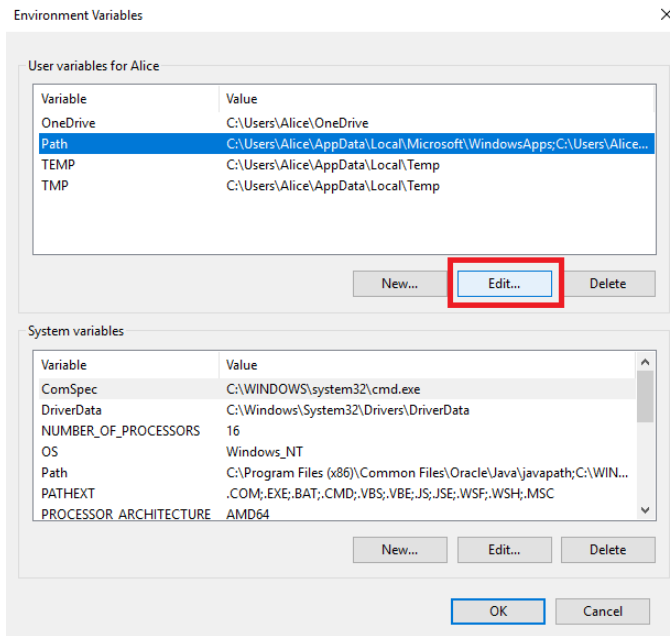 Environment Variables
User variables for Alice
Variable Value
OneDrive C:\Users\Alice\OneDrive
Path C:\Users\Alice\AppData\Local\Microsoft\WindowsApps;C:\Users\Alice...
TEMP C:\Users\Alice\AppData\Local\Temp
TMP C:\Users\Alice\AppData\Local\Temp
New... Edit... Delete
System variables
Variable Value
ComSpec C:\WINDOWS\system32\cmd.exe
DriverData C:\Windows\System32\Drivers\DriverData
NUMBER_OF_PROCESSORS 16
OS Windows_NT
Path C:\Program Files (x86)\Common Files\Oracle\Java\javapath;C:\WIN...
PATHEXT .COM;.EXE;.BAT;.CMD;.VBS;.VBE;.JS;.JSE;.WSF;.WSH;.MSC
PROCESSOR_ARCHITECTURE AMD64
New... Edit... Delete
OK Cancel